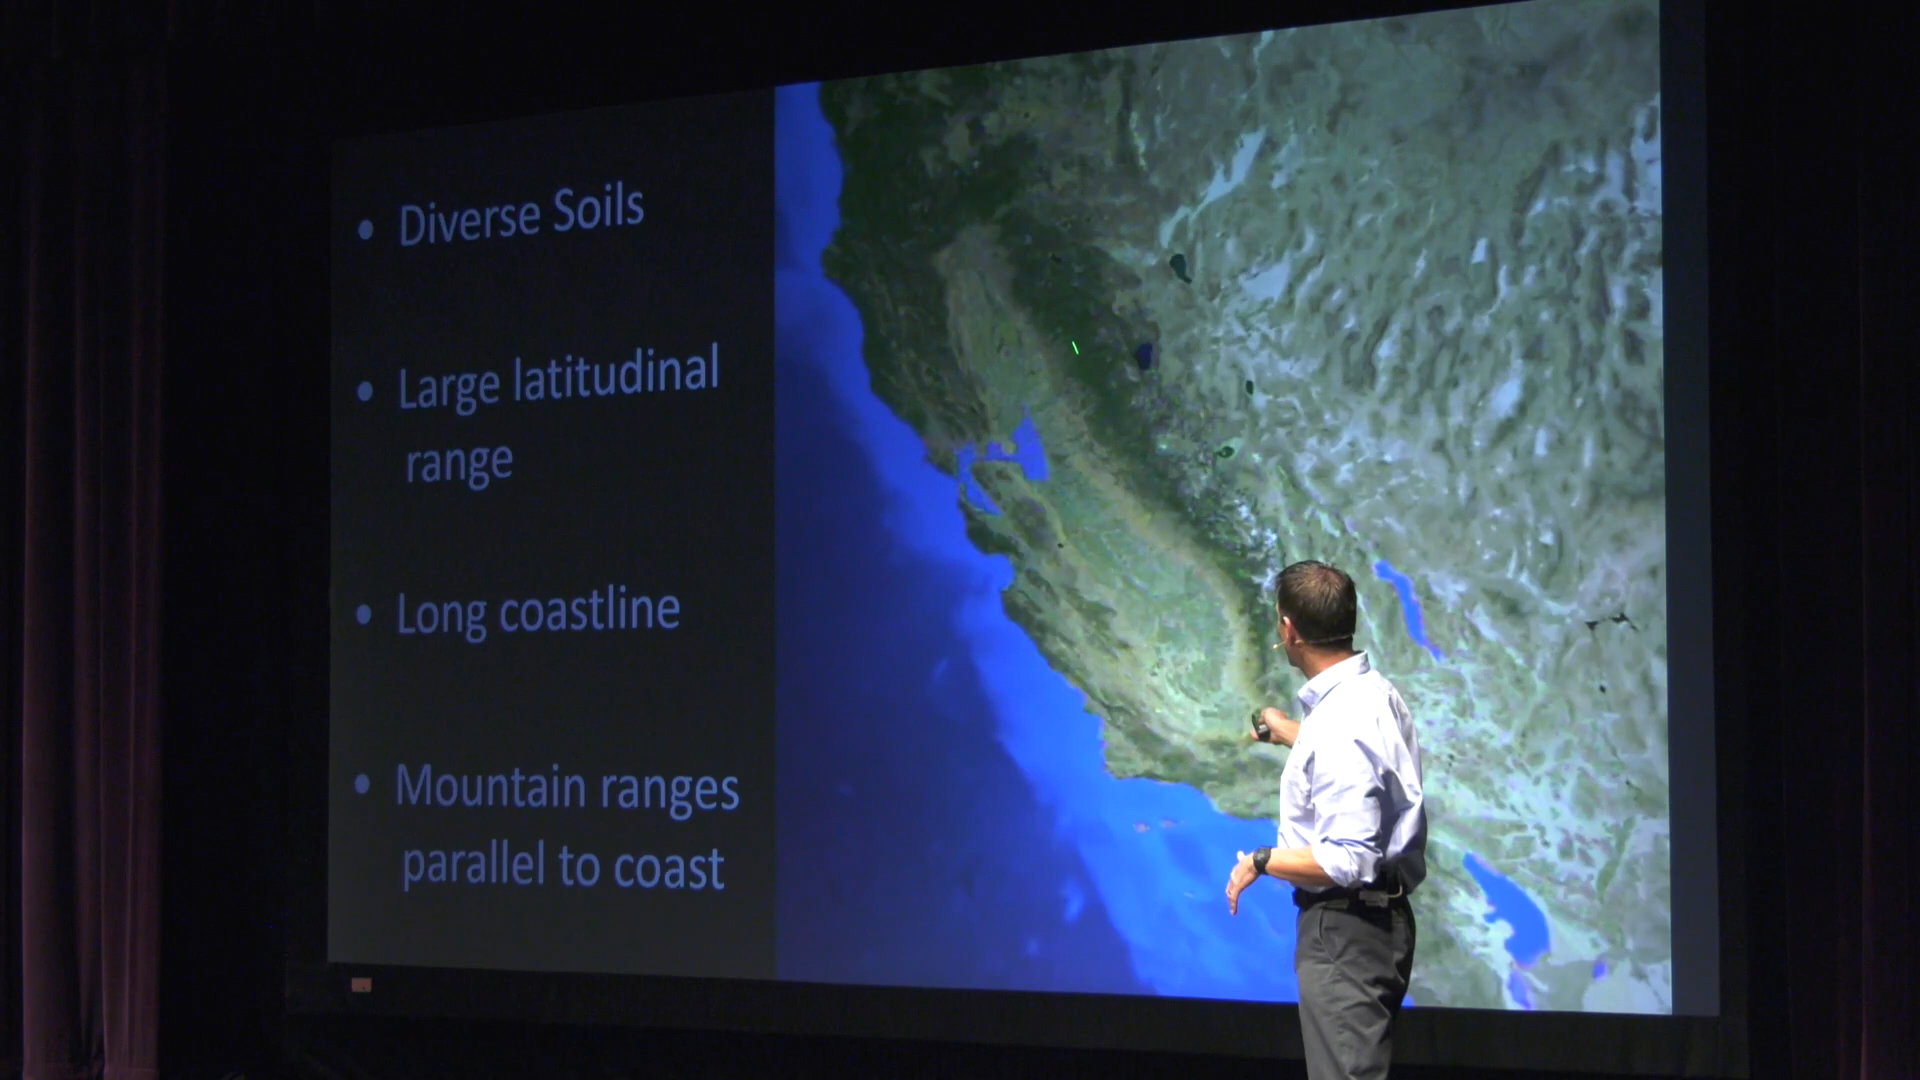 • Diverse Soils
• Large latitudinal
range
• Long coastline
• Mountain ranges
parallel to coast